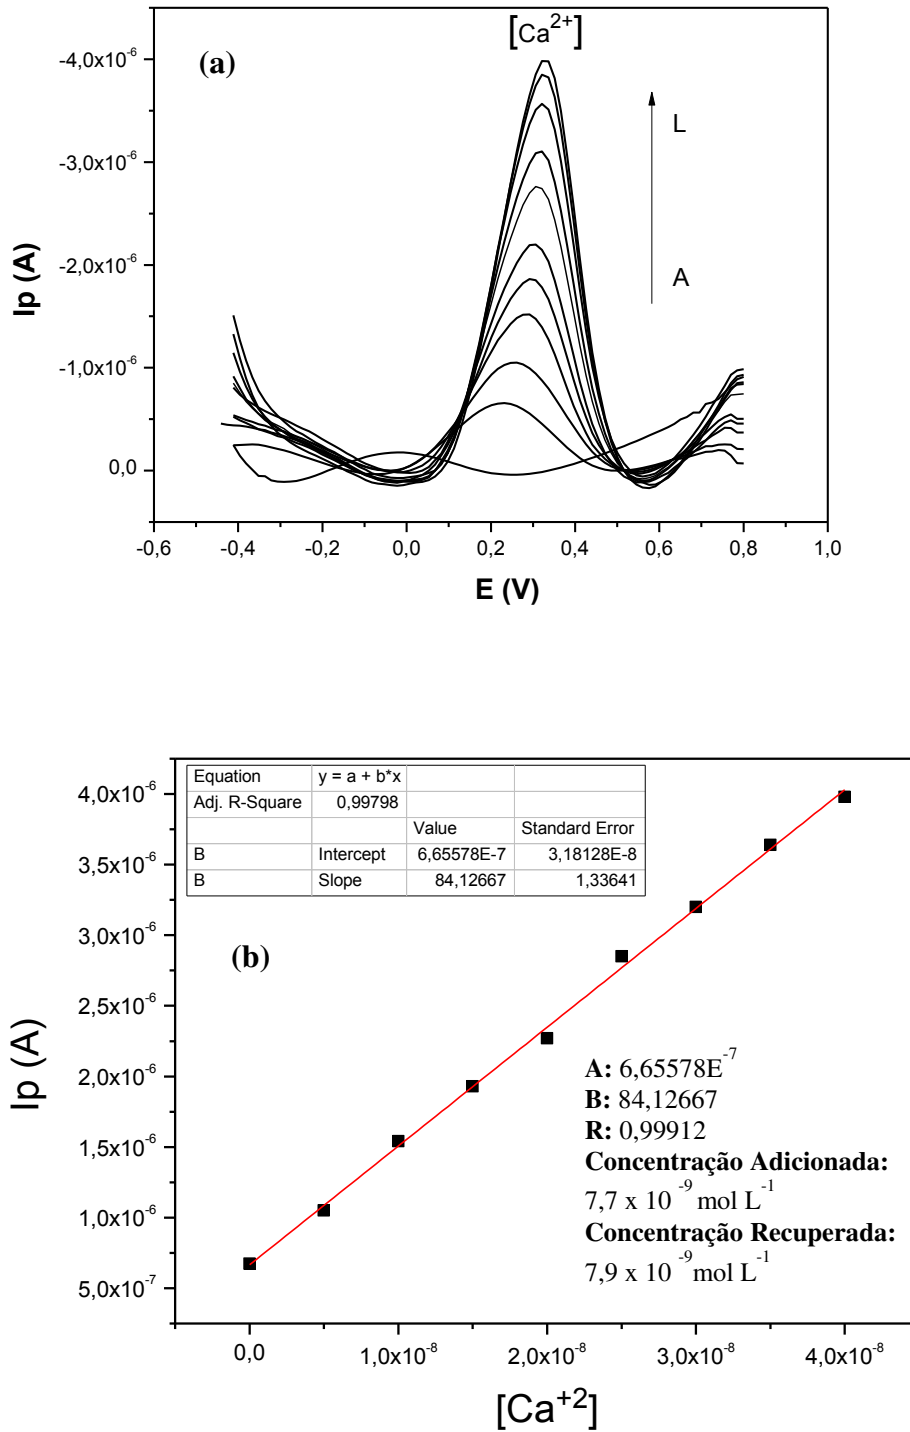 [Ca2+]
(a)
-4,0x10-6
-3,0x10-6
-2,0x10-6
-1,0x10-6
0,0
Ip (A)
L
A
-0,6 -0,4 -0,2 0,0 0,2 0,4 0,6 0,8 1,0
E (V)
Equation y = a + b*x
Adj. R-Square 0,99798
Value Standard Error
B Intercept 6,65578E-7 3,18128E-8
B Slope 84,12667 1,33641
4,0x10-6
3,5x10-6
3,0x10-6
2,5x10-6
2,0x10-6
1,5x10-6
1,0x10-6
5,0x10-7
Ip (A)
(b)
A: 6,65578E-7
B: 84,12667
R: 0,99912
Concentração Adicionada:
7,7 x 10 -9 mol L-1
Concentração Recuperada:
7,9 x 10 -9 mol L-1
0,0 1,0x10-8 2,0x10-8 3,0x10-8 4,0x10-8
[Ca+2]